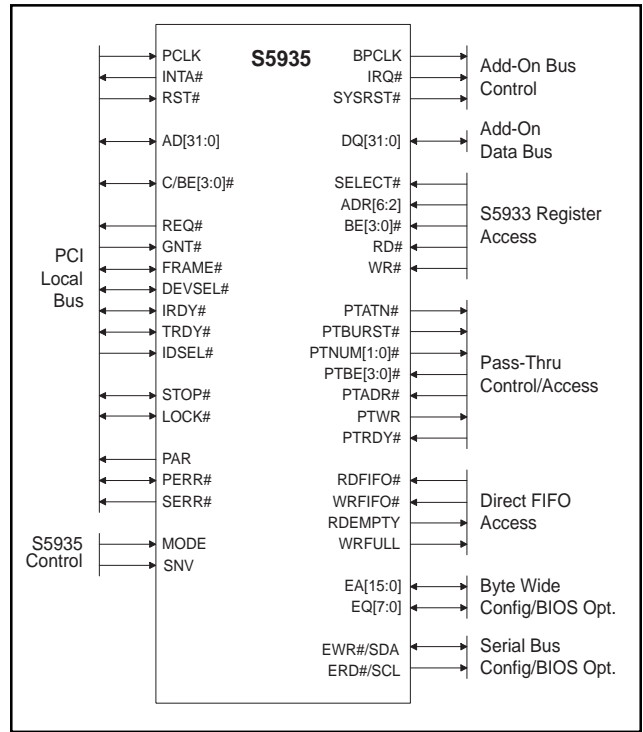 S5935
PCLK
INTA#
RST#
AD[31:0]
C/BE[3:0]#
REQ#
GNT#
FRAME#
DEVSEL#
IRDY#
TRDY#
IDSEL#
STOP#
LOCK#
PAR
PERR#
SERR#
MODE
SNV
PCI
Local
Bus
S5935
Control
BPCLK
IRQ#
SYSRST#
DQ[31:0]
SELECT#
ADR[6:2]
BE[3:0]#
RD#
WR#
PTATN#
PTBURST#
PTNUM[1:0]#
PTBE[3:0]#
PTADR#
PTWR
PTRDY#
RDFIFO#
WRFIFO#
RDEMPTY
WRFULL
EA[15:0]
EQ[7:0]
EWR#/SDA
ERD#/SCL
Add-On Bus
Control
Add-On
Data Bus
S5933 Register
Access
Pass-Thru
Control/Access
Direct FIFO
Access
Byte Wide
Config/BIOS Opt.
Serial Bus
Config/BIOS Opt.